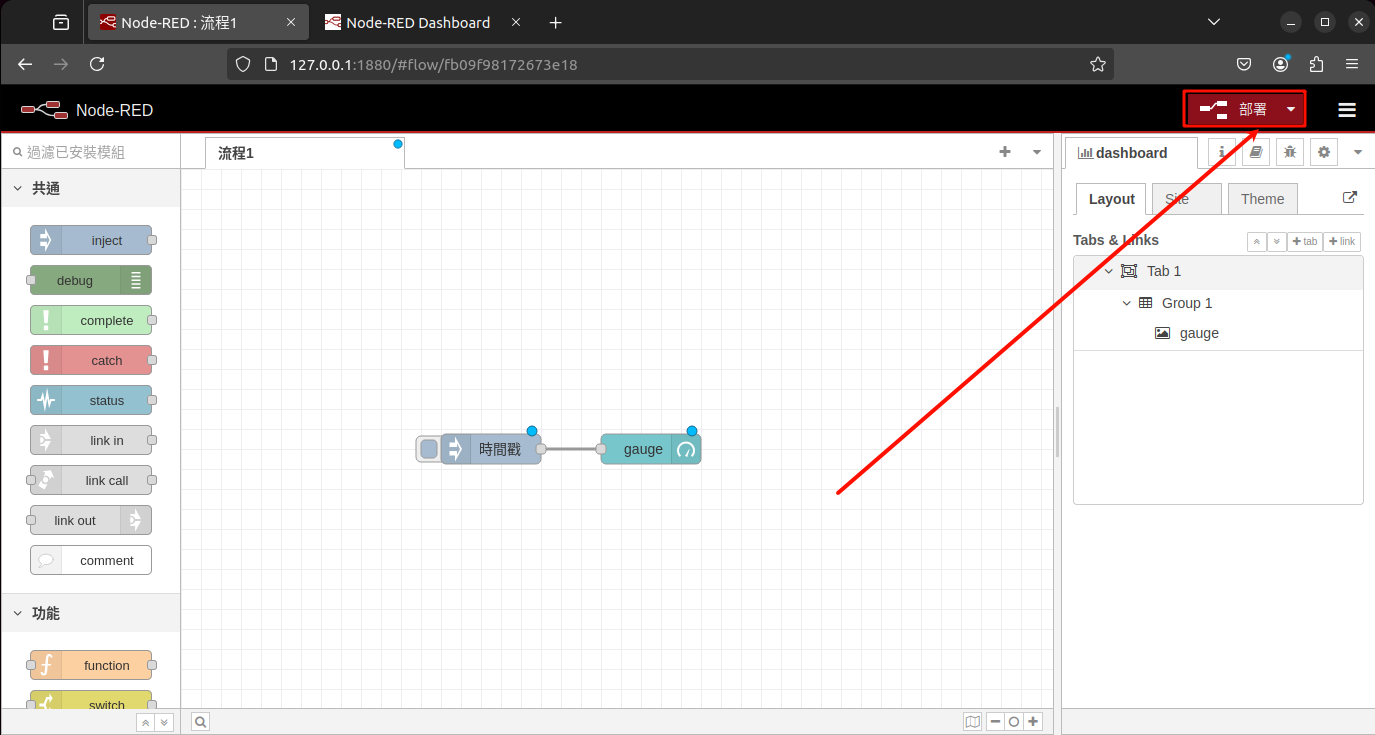 Node-RED : 流程1
Node-RED Dashboard
127.0.0.1:1880/#flow/fb09f98172673e18
Node-RED
部署
過濾已安裝模組
流程1
dashboard
共通
Layout
Site
Theme
inject
Tabs & Links
tab
link
debug
Tab 1
complete
Group 1
catch
gauge
status
link in
時間戳
gauge
link call
link out
comment
功能
function
switch